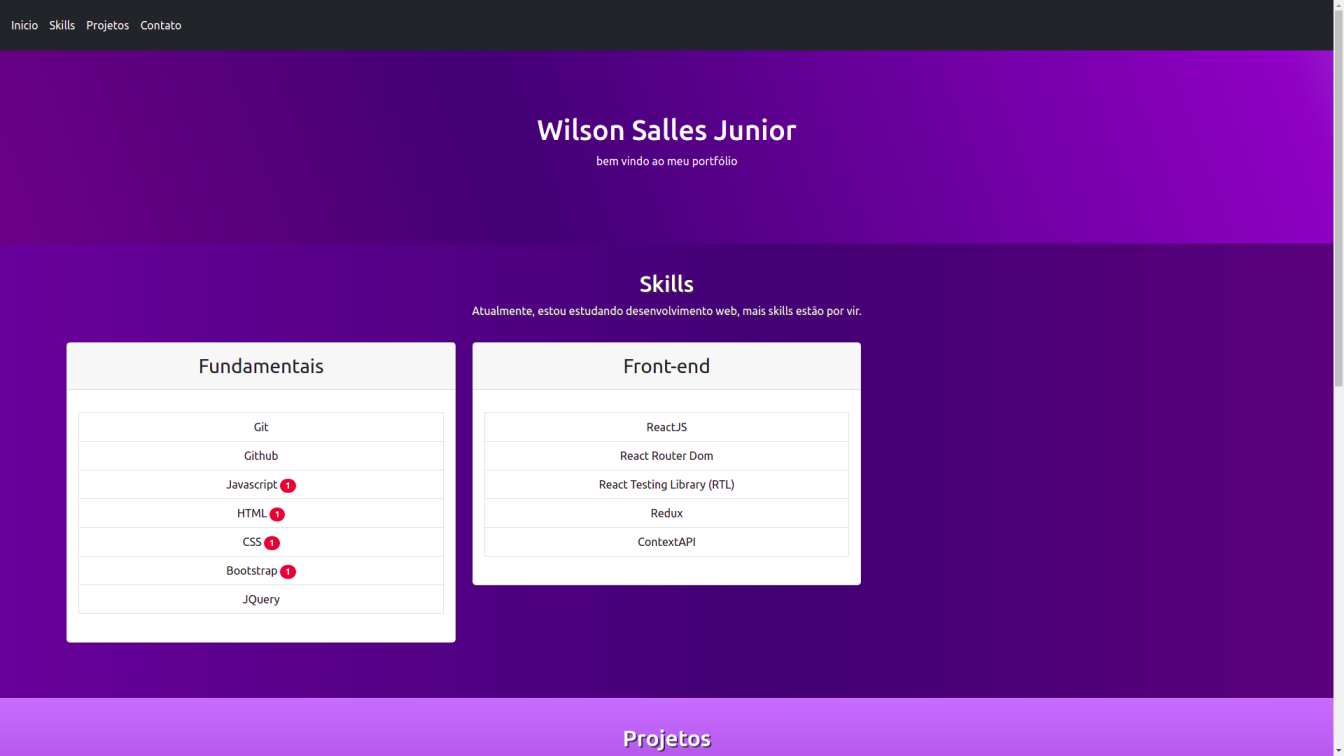 Inicio Skills Projetos Contato
Wilson Salles Junior
bem vindo ao meu portfólio
Skills
Atualmente, estou estudando desenvolvimento web, mais skills estão por vir.
Fundamentais
Git
Github
Javascript 1
HTML 1
CSS 1
Bootstrap 1
JQuery
Front-end
ReactJS
React Router Dom
React Testing Library (RTL)
Redux
ContextAPI
Projetos